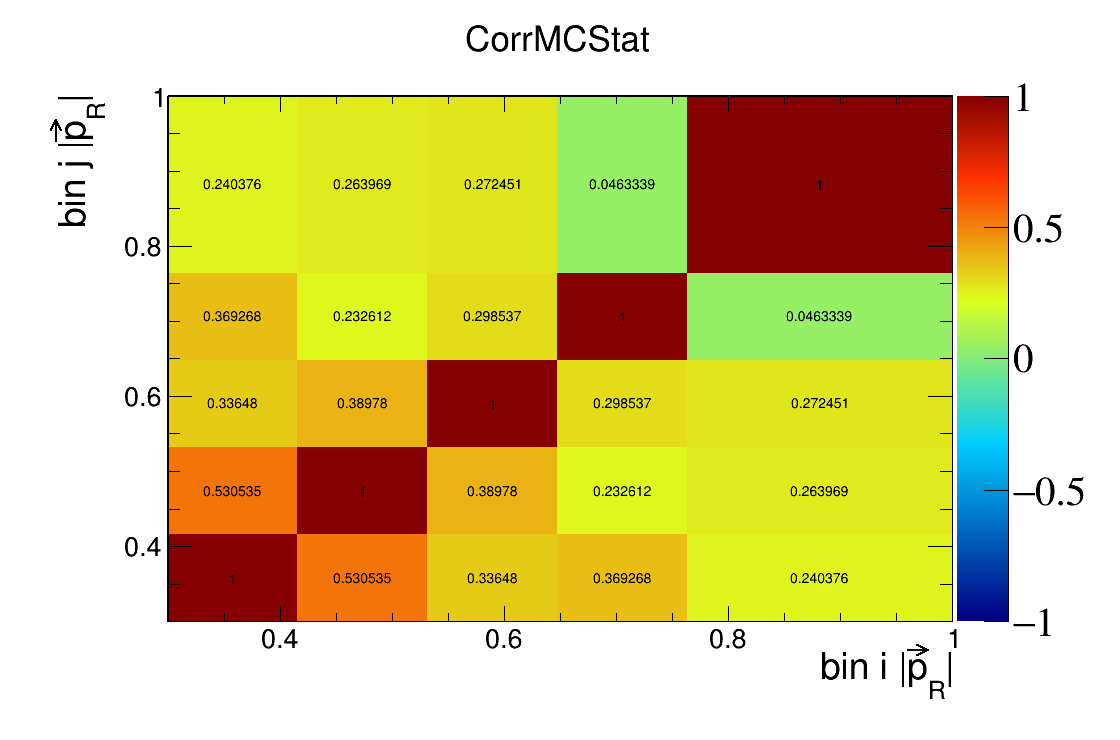 CorrMCStat
bin j |p⃗_R|
1
0.8
0.6
0.4
0.240376 0.263969 0.272451 0.0463339 1
0.369268 0.232612 0.298537 1 0.0463339
0.33648 0.38978 1 0.298537 0.272451
0.530535 1 0.38978 0.232612 0.263969
1 0.530535 0.33648 0.369268 0.240376
0.4 0.6 0.8 1
bin i |p⃗_R|
1
0.5
0
−0.5
−1